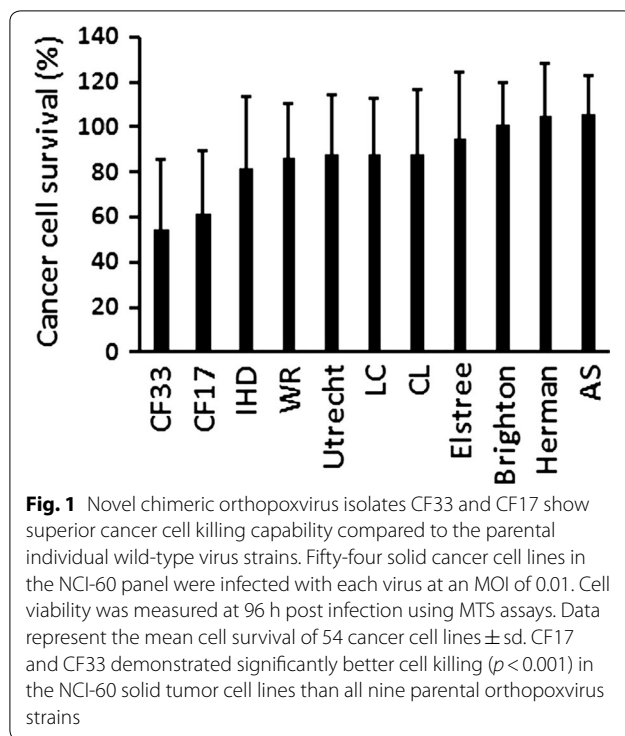 Cancer cell survival (%)
140
120
100
80
60
40
20
0
CF33
CF17
IHD
WR
Utrecht
LC
CL
Elstree
Brighton
Herman
AS
Fig. 1 Novel chimeric orthopoxvirus isolates CF33 and CF17 show
superior cancer cell killing capability compared to the parental
individual wild-type virus strains. Fifty-four solid cancer cell lines in
the NCI-60 panel were infected with each virus at an MOI of 0.01. Cell
viability was measured at 96 h post infection using MTS assays. Data
represent the mean cell survival of 54 cancer cell lines ± sd. CF17
and CF33 demonstrated significantly better cell killing (p < 0.001) in
the NCI-60 solid tumor cell lines than all nine parental orthopoxvirus
strains